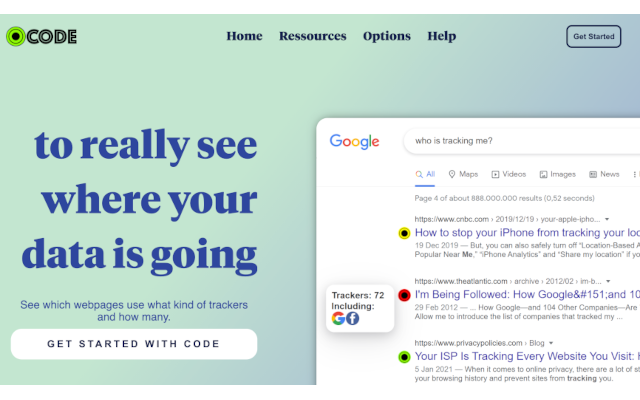 CODE
Home Ressources Options Help
Get Started
to really see
where your
data is going
See which webpages use what kind of trackers
and how many.
GET STARTED WITH CODE
Google
who is tracking me?
All Maps Videos Images News
Page 4 of about 888.000.000 results (0,52 seconds)
https://www.cnbc.com › 2019/12/19 › your-apple-ipho...
How to stop your iPhone from tracking your loc
19 Dec 2019 — But, you can also safely turn off "Location-Based A
Popular Near Me," "iPhone Analytics" and "Share my location" if yo
https://www.theatlantic.com › archive › 2012/02 › im-b...
I'm Being Followed: How Google&#151;and 10
29 Feb 2012 — ... How Google—and 104 Other Companies—Are
Allow me to introduce the list of companies that tracked my ...
Trackers: 72
Including:
https://www.privacypolicies.com › Blog
Your ISP Is Tracking Every Website You Visit: H
5 Jan 2021 — When it comes to online privacy, there are a lot of s
your browsing history and prevent sites from tracking you.